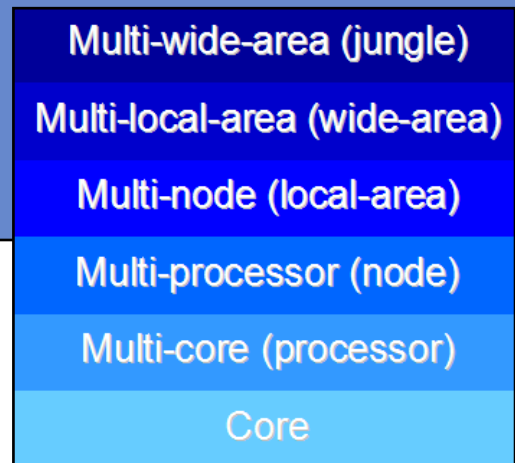 Multi-wide-area (jungle)
Multi-local-area (wide-area)
Multi-node (local-area)
Multi-processor (node)
Multi-core (processor)
Core